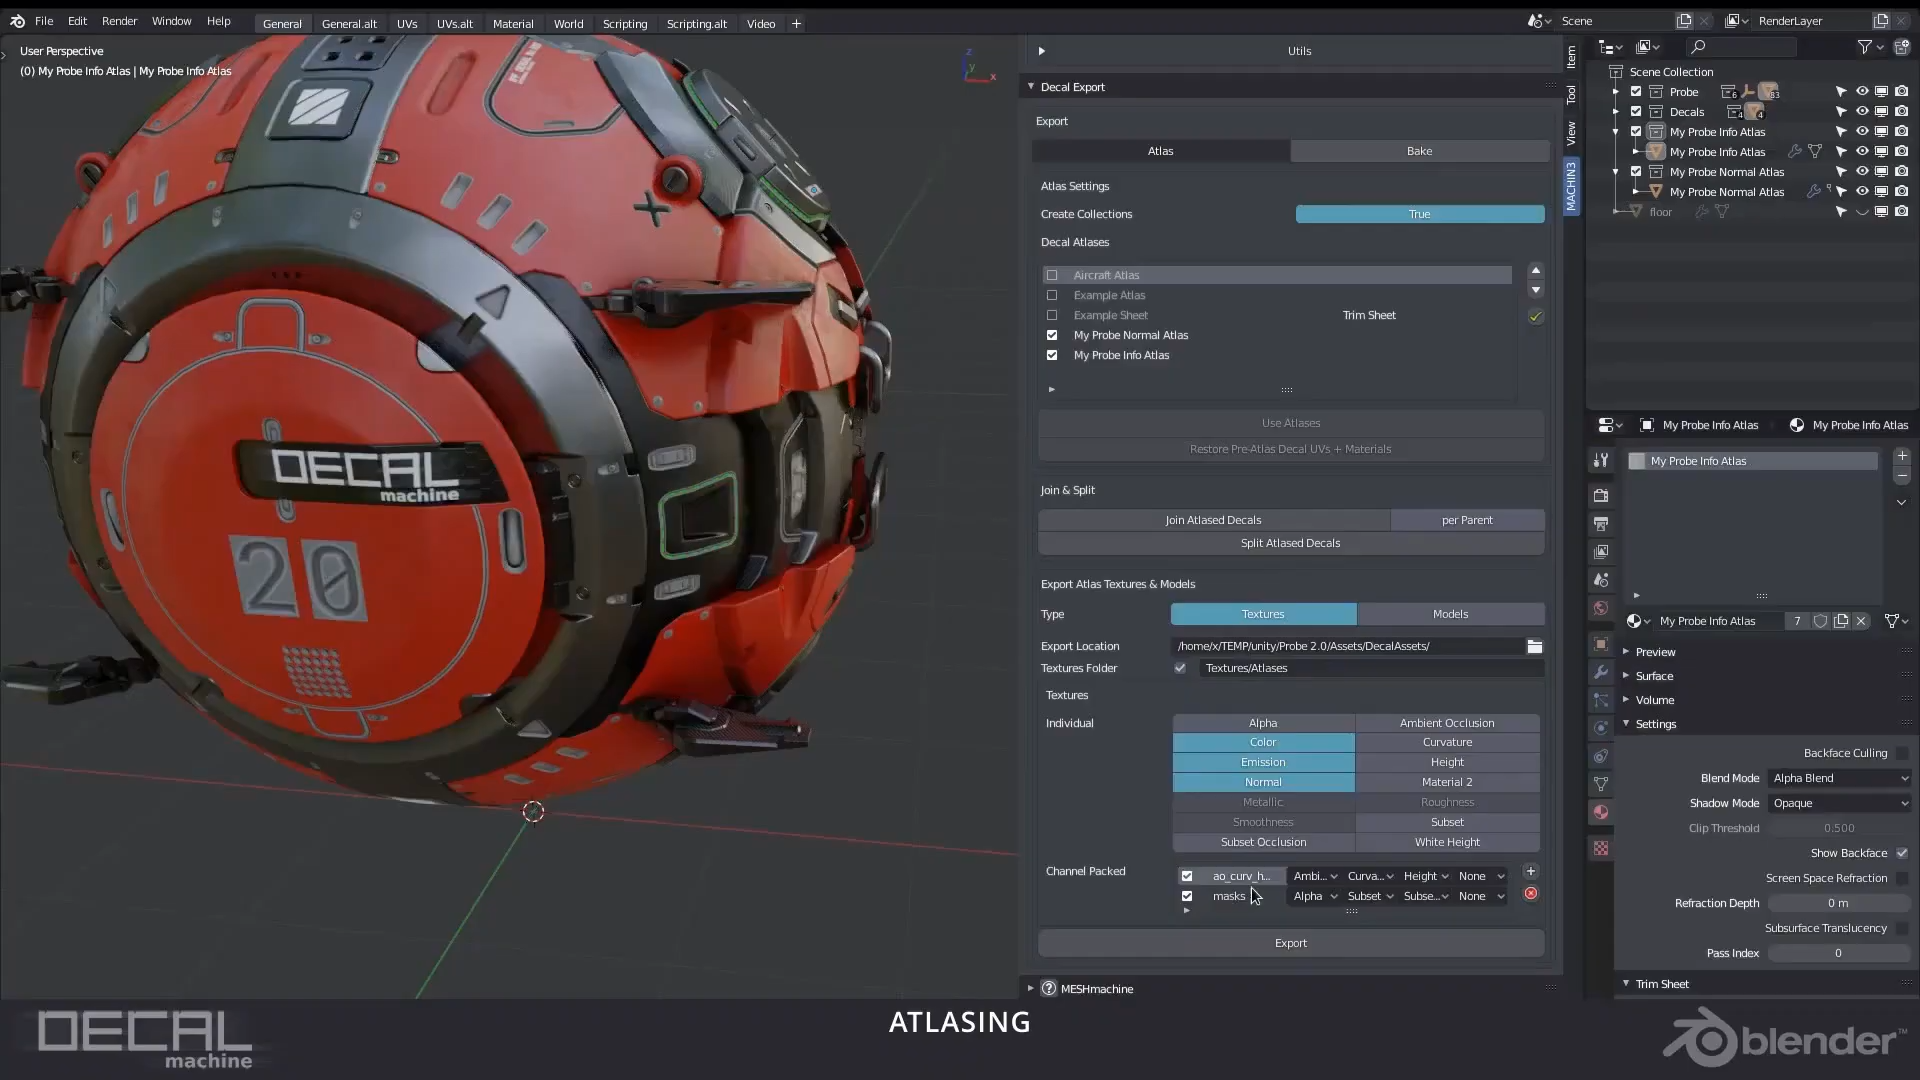 File Edit Render Window Help General General.alt UVs UVs.alt Material World Scripting Scripting.alt Video + Scene RenderLayer
User Perspective
(0) My Probe Info Atlas | My Probe Info Atlas
z
y
x
DECAL
machine
20
Utils
Decal Export
Export
Atlas Bake
Atlas Settings
Create Collections True
Decal Atlases
Aircraft Atlas
Example Atlas
Example Sheet Trim Sheet
My Probe Normal Atlas
My Probe Info Atlas
Use Atlases
Restore Pre-Atlas Decal UVs + Materials
Join & Split
Join Atlased Decals per Parent
Split Atlased Decals
Export Atlas Textures & Models
Type Textures Models
Export Location /home/x/TEMP/unity/Probe 2.0/Assets/DecalAssets/
Textures Folder Textures/Atlases
Textures
Individual Alpha Ambient Occlusion
Color Curvature
Emission Height
Normal Material 2
Metallic Roughness
Smoothness Subset
Subset Occlusion White Height
Channel Packed ao_curv_h... Ambi... Curva... Height None
masks Alpha Subset Subse... None
Export
MESHmachine
Item
Tool
View
MACHIN3
Scene Collection
Probe 6 83
Decals 4 4
My Probe Info Atlas
My Probe Info Atlas
My Probe Normal Atlas
My Probe Normal Atlas
floor
My Probe Info Atlas My Probe Info Atlas
My Probe Info Atlas
My Probe Info Atlas 7
Preview
Surface
Volume
Settings
Backface Culling
Blend Mode Alpha Blend
Shadow Mode Opaque
Clip Threshold 0.500
Show Backface
Screen Space Refraction
Refraction Depth 0 m
Subsurface Translucency
Pass Index 0
Trim Sheet
DECAL
machine
ATLASING
blender™